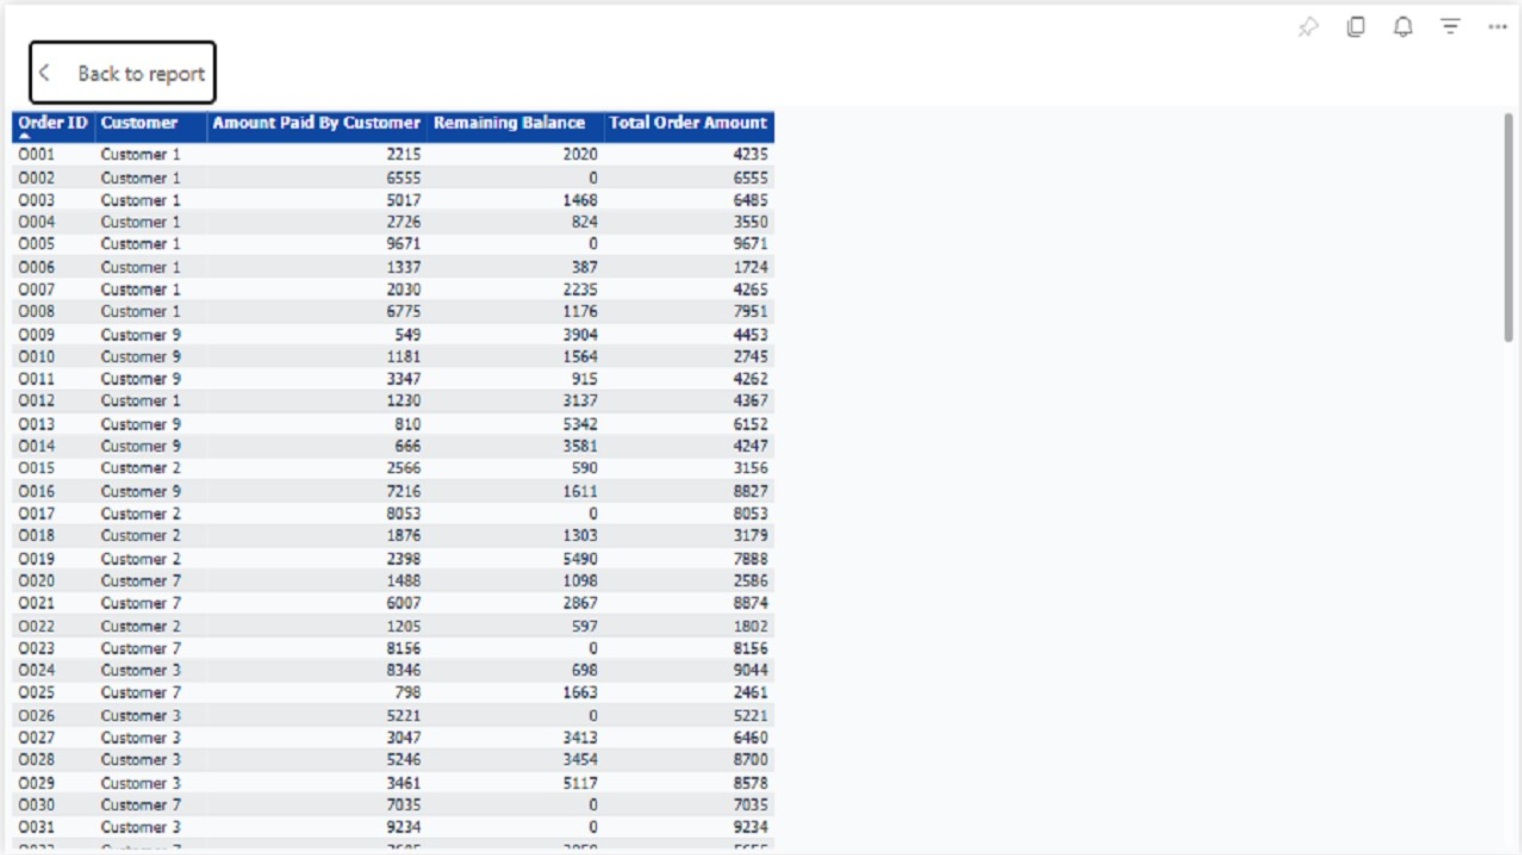 Back to report
Order ID Customer Amount Paid By Customer Remaining Balance Total Order Amount
O001 Customer 1 2215 2020 4235
O002 Customer 1 6555 0 6555
O003 Customer 1 5017 1468 6485
O004 Customer 1 2726 824 3550
O005 Customer 1 9671 0 9671
O006 Customer 1 1337 387 1724
O007 Customer 1 2030 2235 4265
O008 Customer 1 6775 1176 7951
O009 Customer 9 549 3904 4453
O010 Customer 9 1181 1564 2745
O011 Customer 9 3347 915 4262
O012 Customer 1 1230 3137 4367
O013 Customer 9 810 5342 6152
O014 Customer 9 666 3581 4247
O015 Customer 2 2566 590 3156
O016 Customer 9 7216 1611 8827
O017 Customer 2 8053 0 8053
O018 Customer 2 1876 1303 3179
O019 Customer 2 2398 5490 7888
O020 Customer 7 1488 1098 2586
O021 Customer 7 6007 2867 8874
O022 Customer 2 1205 597 1802
O023 Customer 7 8156 0 8156
O024 Customer 3 8346 698 9044
O025 Customer 7 798 1663 2461
O026 Customer 3 5221 0 5221
O027 Customer 3 3047 3413 6460
O028 Customer 3 5246 3454 8700
O029 Customer 3 3461 5117 8578
O030 Customer 7 7035 0 7035
O031 Customer 3 9234 0 9234